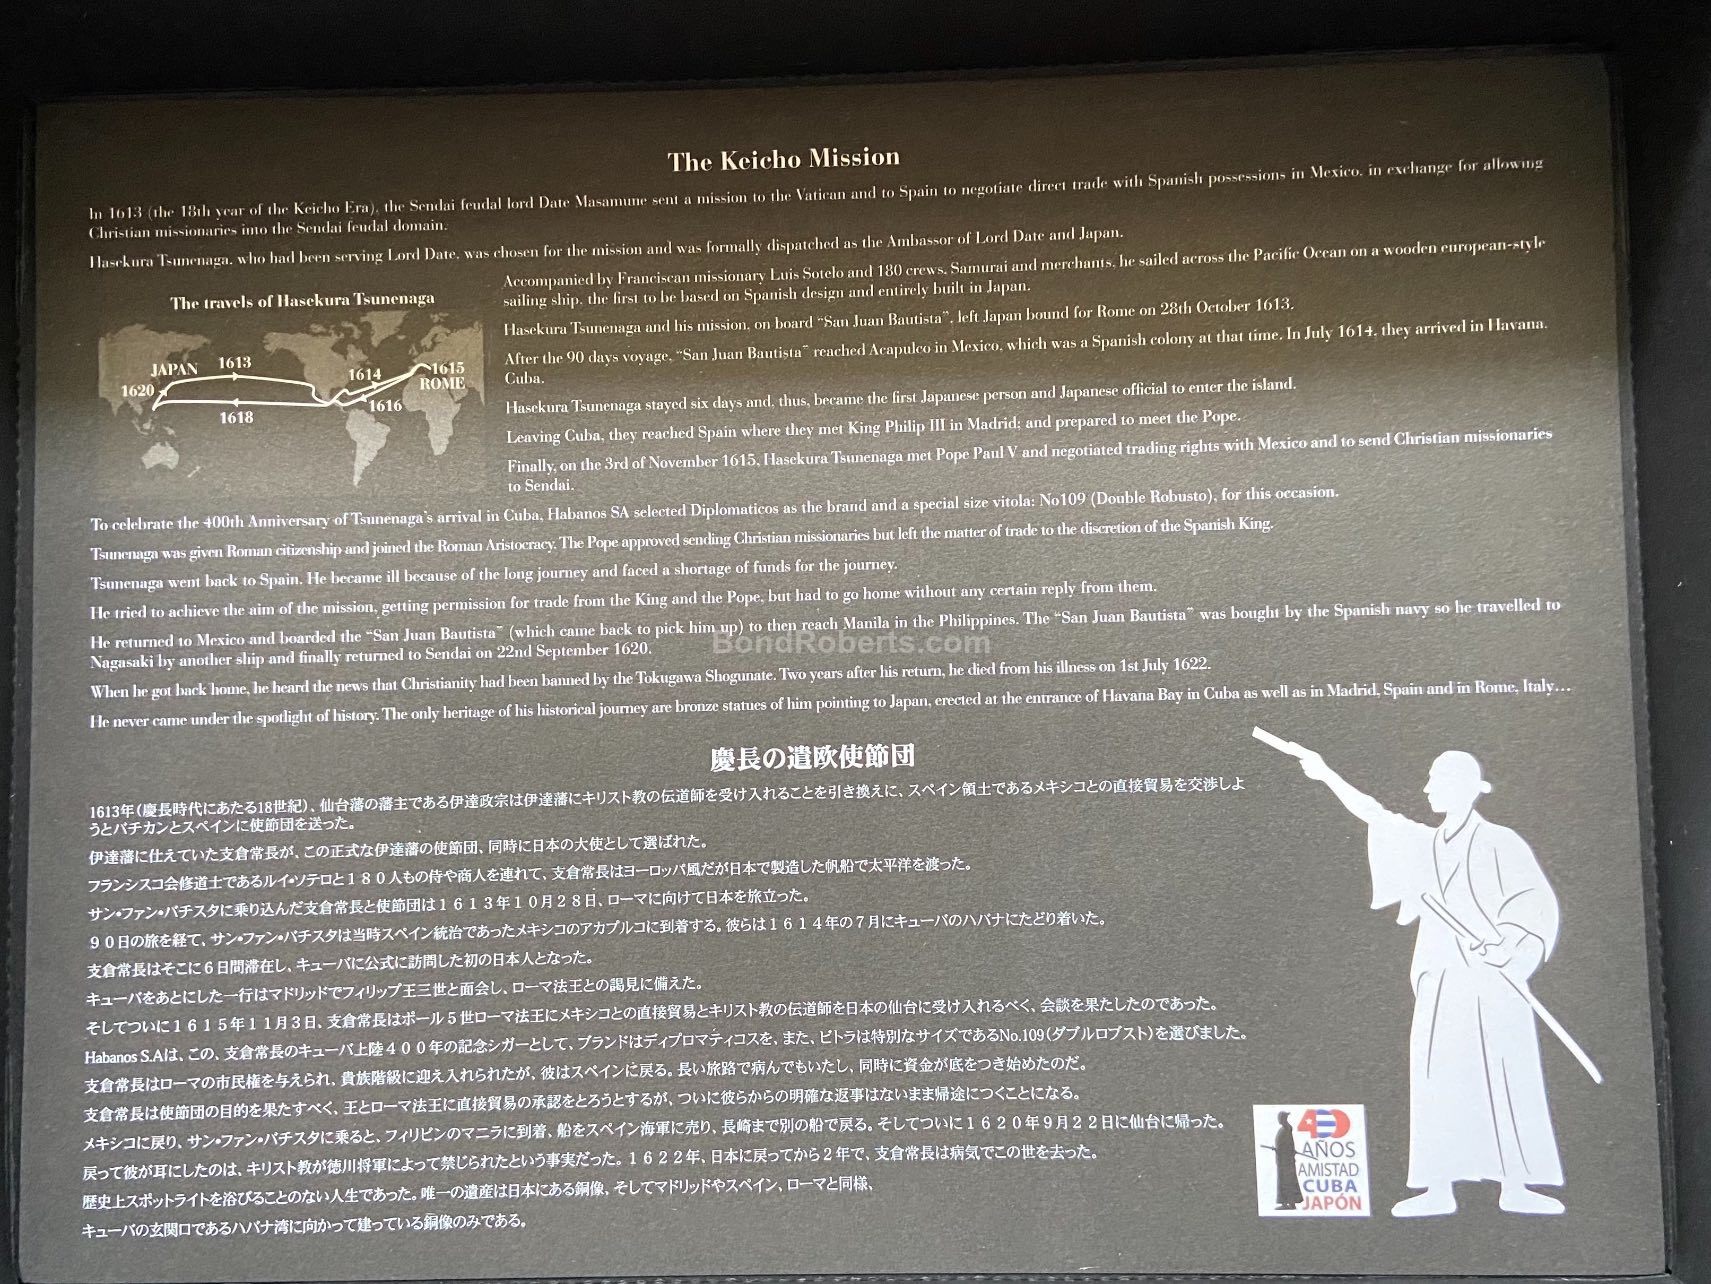 The Keicho Mission
In 1613 (the 18th year of the Keicho Era), the Sendai feudal lord Date Masamune sent a mission to the Vatican and to Spain to negotiate direct trade with Spanish possessions in Mexico, in exchange for allowing
Christian missionaries into the Sendai feudal domain.
Hasekura Tsunenaga, who had been serving Lord Date, was chosen for the mission and was formally dispatched as the Ambassor of Lord Date and Japan.
The travels of Hasekura Tsunenaga
JAPAN
1613
1614
1615
ROME
1620
1616
1618
Accompanied by Franciscan missionary Luis Sotelo and 180 crews, Samurai and merchants, he sailed across the Pacific Ocean on a wooden european-style
sailing ship, the first to be based on Spanish design and entirely built in Japan.
Hasekura Tsunenaga and his mission, on board “San Juan Bautista”, left Japan bound for Rome on 28th October 1613.
After the 90 days voyage, “San Juan Bautista” reached Acapulco in Mexico, which was a Spanish colony at that time. In July 1614, they arrived in Havana,
Cuba.
Hasekura Tsunenaga stayed six days and, thus, became the first Japanese person and Japanese official to enter the island.
Leaving Cuba, they reached Spain where they met King Philip III in Madrid; and prepared to meet the Pope.
Finally, on the 3rd of November 1615, Hasekura Tsunenaga met Pope Paul V and negotiated trading rights with Mexico and to send Christian missionaries
to Sendai.
To celebrate the 400th Anniversary of Tsunenaga's arrival in Cuba, Habanos SA selected Diplomaticos as the brand and a special size vitola: No109 (Double Robusto), for this occasion.
Tsunenaga was given Roman citizenship and joined the Roman Aristocracy. The Pope approved sending Christian missionaries but left the matter of trade to the discretion of the Spanish King.
Tsunenaga went back to Spain. He became ill because of the long journey and faced a shortage of funds for the journey.
He tried to achieve the aim of the mission, getting permission for trade from the King and the Pope, but had to go home without any certain reply from them.
He returned to Mexico and boarded the “San Juan Bautista” (which came back to pick him up) to then reach Manila in the Philippines. The “San Juan Bautista” was bought by the Spanish navy so he travelled to
Nagasaki by another ship and finally returned to Sendai on 22nd September 1620.
BondRoberts.com
When he got back home, he heard the news that Christianity had been banned by the Tokugawa Shogunate. Two years after his return, he died from his illness on 1st July 1622.
He never came under the spotlight of history. The only heritage of his historical journey are bronze statues of him pointing to Japan, erected at the entrance of Havana Bay in Cuba as well as in Madrid, Spain and in Rome, Italy…
慶長の遣欧使節団
1613年(慶長時代にあたる18世紀)、仙台藩の藩主である伊達政宗は伊達藩にキリスト教の伝道師を受け入れることを引き換えに、スペイン領土であるメキシコとの直接貿易を交渉しよ
うとバチカンとスペインに使節団を送った。
伊達藩に仕えていた支倉常長が、この正式な伊達藩の使節団、同時に日本の大使として選ばれた。
フランシスコ会修道士であるルイ・ソテロと180人もの侍や商人を連れて、支倉常長はヨーロッパ風だが日本で製造した帆船で太平洋を渡った。
サン・ファン・バチスタに乗り込んだ支倉常長と使節団は1613年10月28日、ローマに向けて日本を旅立った。
90日の旅を経て、サン・ファン・バチスタは当時スペイン統治であったメキシコのアカプルコに到着する。彼らは1614年の7月にキューバのハバナにたどり着いた。
支倉常長はそこに6日間滞在し、キューバに公式に訪問した初の日本人となった。
キューバをあとにした一行はマドリッドでフィリップ王三世と面会し、ローマ法王との謁見に備えた。
そしてついに1615年11月3日、支倉常長はポール5世ローマ法王にメキシコとの直接貿易とキリスト教の伝道師を日本の仙台に受け入れるべく、会談を果たしたのであった。
Habanos S.Aは、この、支倉常長のキューバ上陸400年の記念シガーとして、ブランドはディプロマティコスを、また、ビトラは特別なサイズであるNo.109(ダブルロブスト)を選びました。
支倉常長はローマの市民権を与えられ、貴族階級に迎え入れられたが、彼はスペインに戻る。長い旅路で病んでもいたし、同時に資金が底をつき始めたのだ。
支倉常長は使節団の目的を果たすべく、王とローマ法王に直接貿易の承認をとろうとするが、ついに彼らからの明確な返事はないまま帰途につくことになる。
メキシコに戻り、サン・ファン・バチスタに乗ると、フィリピンのマニラに到着、船をスペイン海軍に売り、長崎まで別の船で戻る。そしてついに1620年9月22日に仙台に帰った。
戻って彼が耳にしたのは、キリスト教が徳川将軍によって禁じられたという事実だった。1622年、日本に戻ってから2年で、支倉常長は病気でこの世を去った。
歴史上スポットライトを浴びることのない人生であった。唯一の遺産は日本にある銅像、そしてマドリッドやスペイン、ローマと同様、
キューバの玄関口であるハバナ湾に向かって建っている銅像のみである。
400
AÑOS
AMISTAD
CUBA
JAPÓN